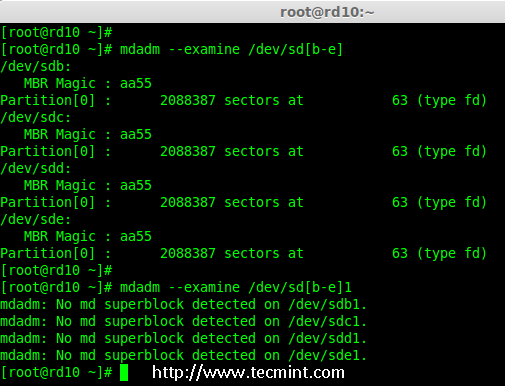 root@rd10:~
[root@rd10 ~]#
[root@rd10 ~]# mdadm --examine /dev/sd[b-e]
/dev/sdb:
   MBR Magic : aa55
Partition[0] :      2088387 sectors at           63 (type fd)
/dev/sdc:
   MBR Magic : aa55
Partition[0] :      2088387 sectors at           63 (type fd)
/dev/sdd:
   MBR Magic : aa55
Partition[0] :      2088387 sectors at           63 (type fd)
/dev/sde:
   MBR Magic : aa55
Partition[0] :      2088387 sectors at           63 (type fd)
[root@rd10 ~]#
[root@rd10 ~]# mdadm --examine /dev/sd[b-e]1
mdadm: No md superblock detected on /dev/sdb1.
mdadm: No md superblock detected on /dev/sdc1.
mdadm: No md superblock detected on /dev/sdd1.
mdadm: No md superblock detected on /dev/sde1.
[root@rd10 ~]# http://www.tecmint.com